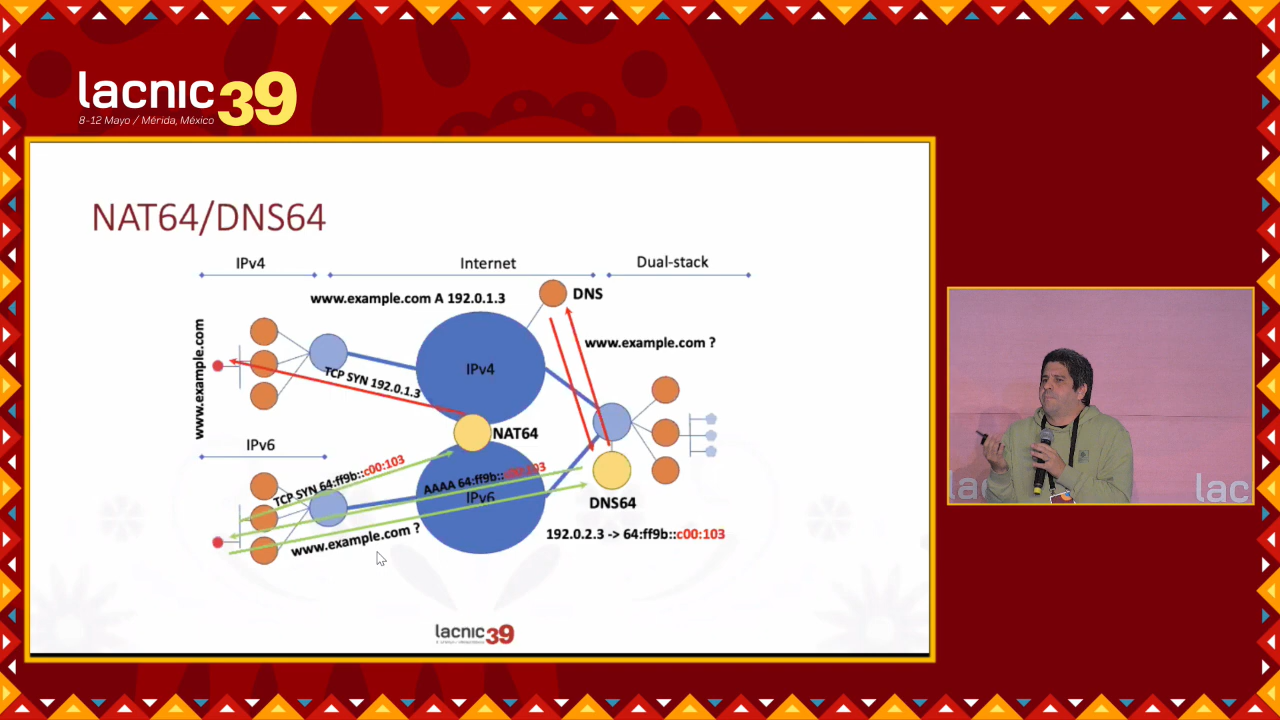 lacnic39
8-12 Mayo / Mérida, México
NAT64/DNS64
IPv4
Internet
Dual-stack
www.example.com A 192.0.1.3
DNS
www.example.com ?
www.example.com
TCP SYN 192.0.1.3
IPv4
NAT64
IPv6
TCP SYN 64:ff9b::c00:103
AAAA 64:ff9b::c00:103
IPv6
DNS64
www.example.com ?
192.0.2.3 -> 64:ff9b::c00:103
lacnic39
lac
lac